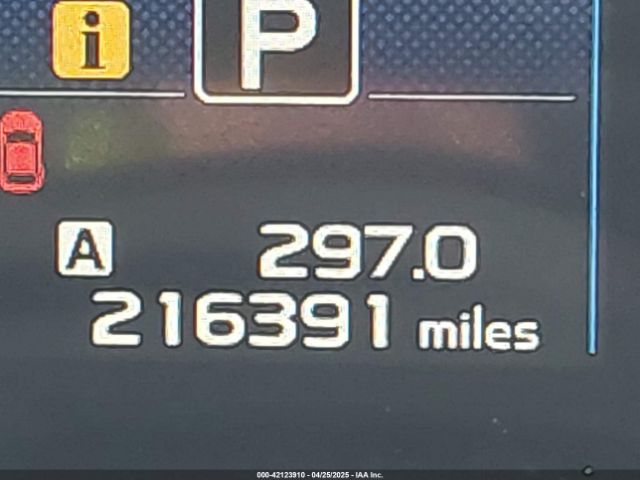 i
P
A 297.0
216391 miles
000-42123910 - 04/25/2025 - IAA Inc.